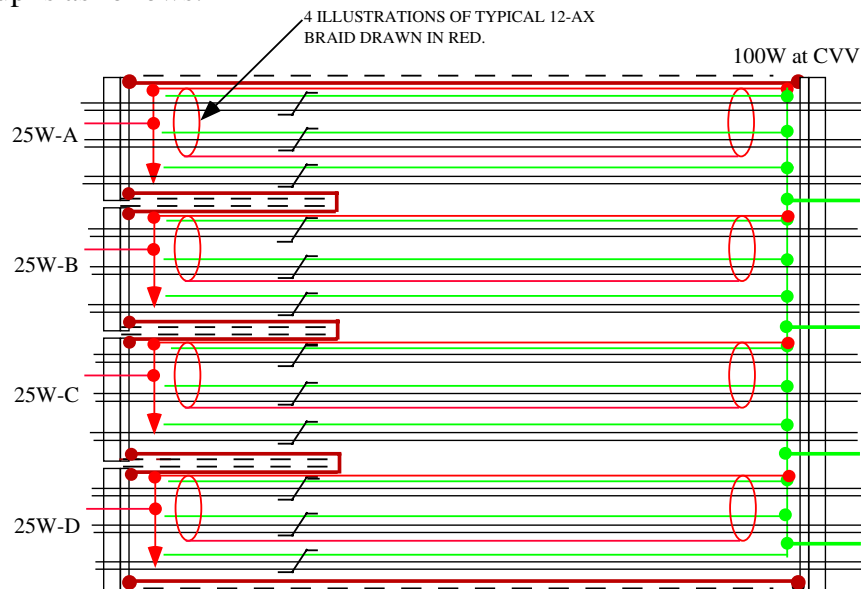 4 ILLUSTRATIONS OF TYPICAL 12-AX
BRAID DRAWN IN RED.
100W at CVV
25W-A
25W-B
25W-C
25W-D